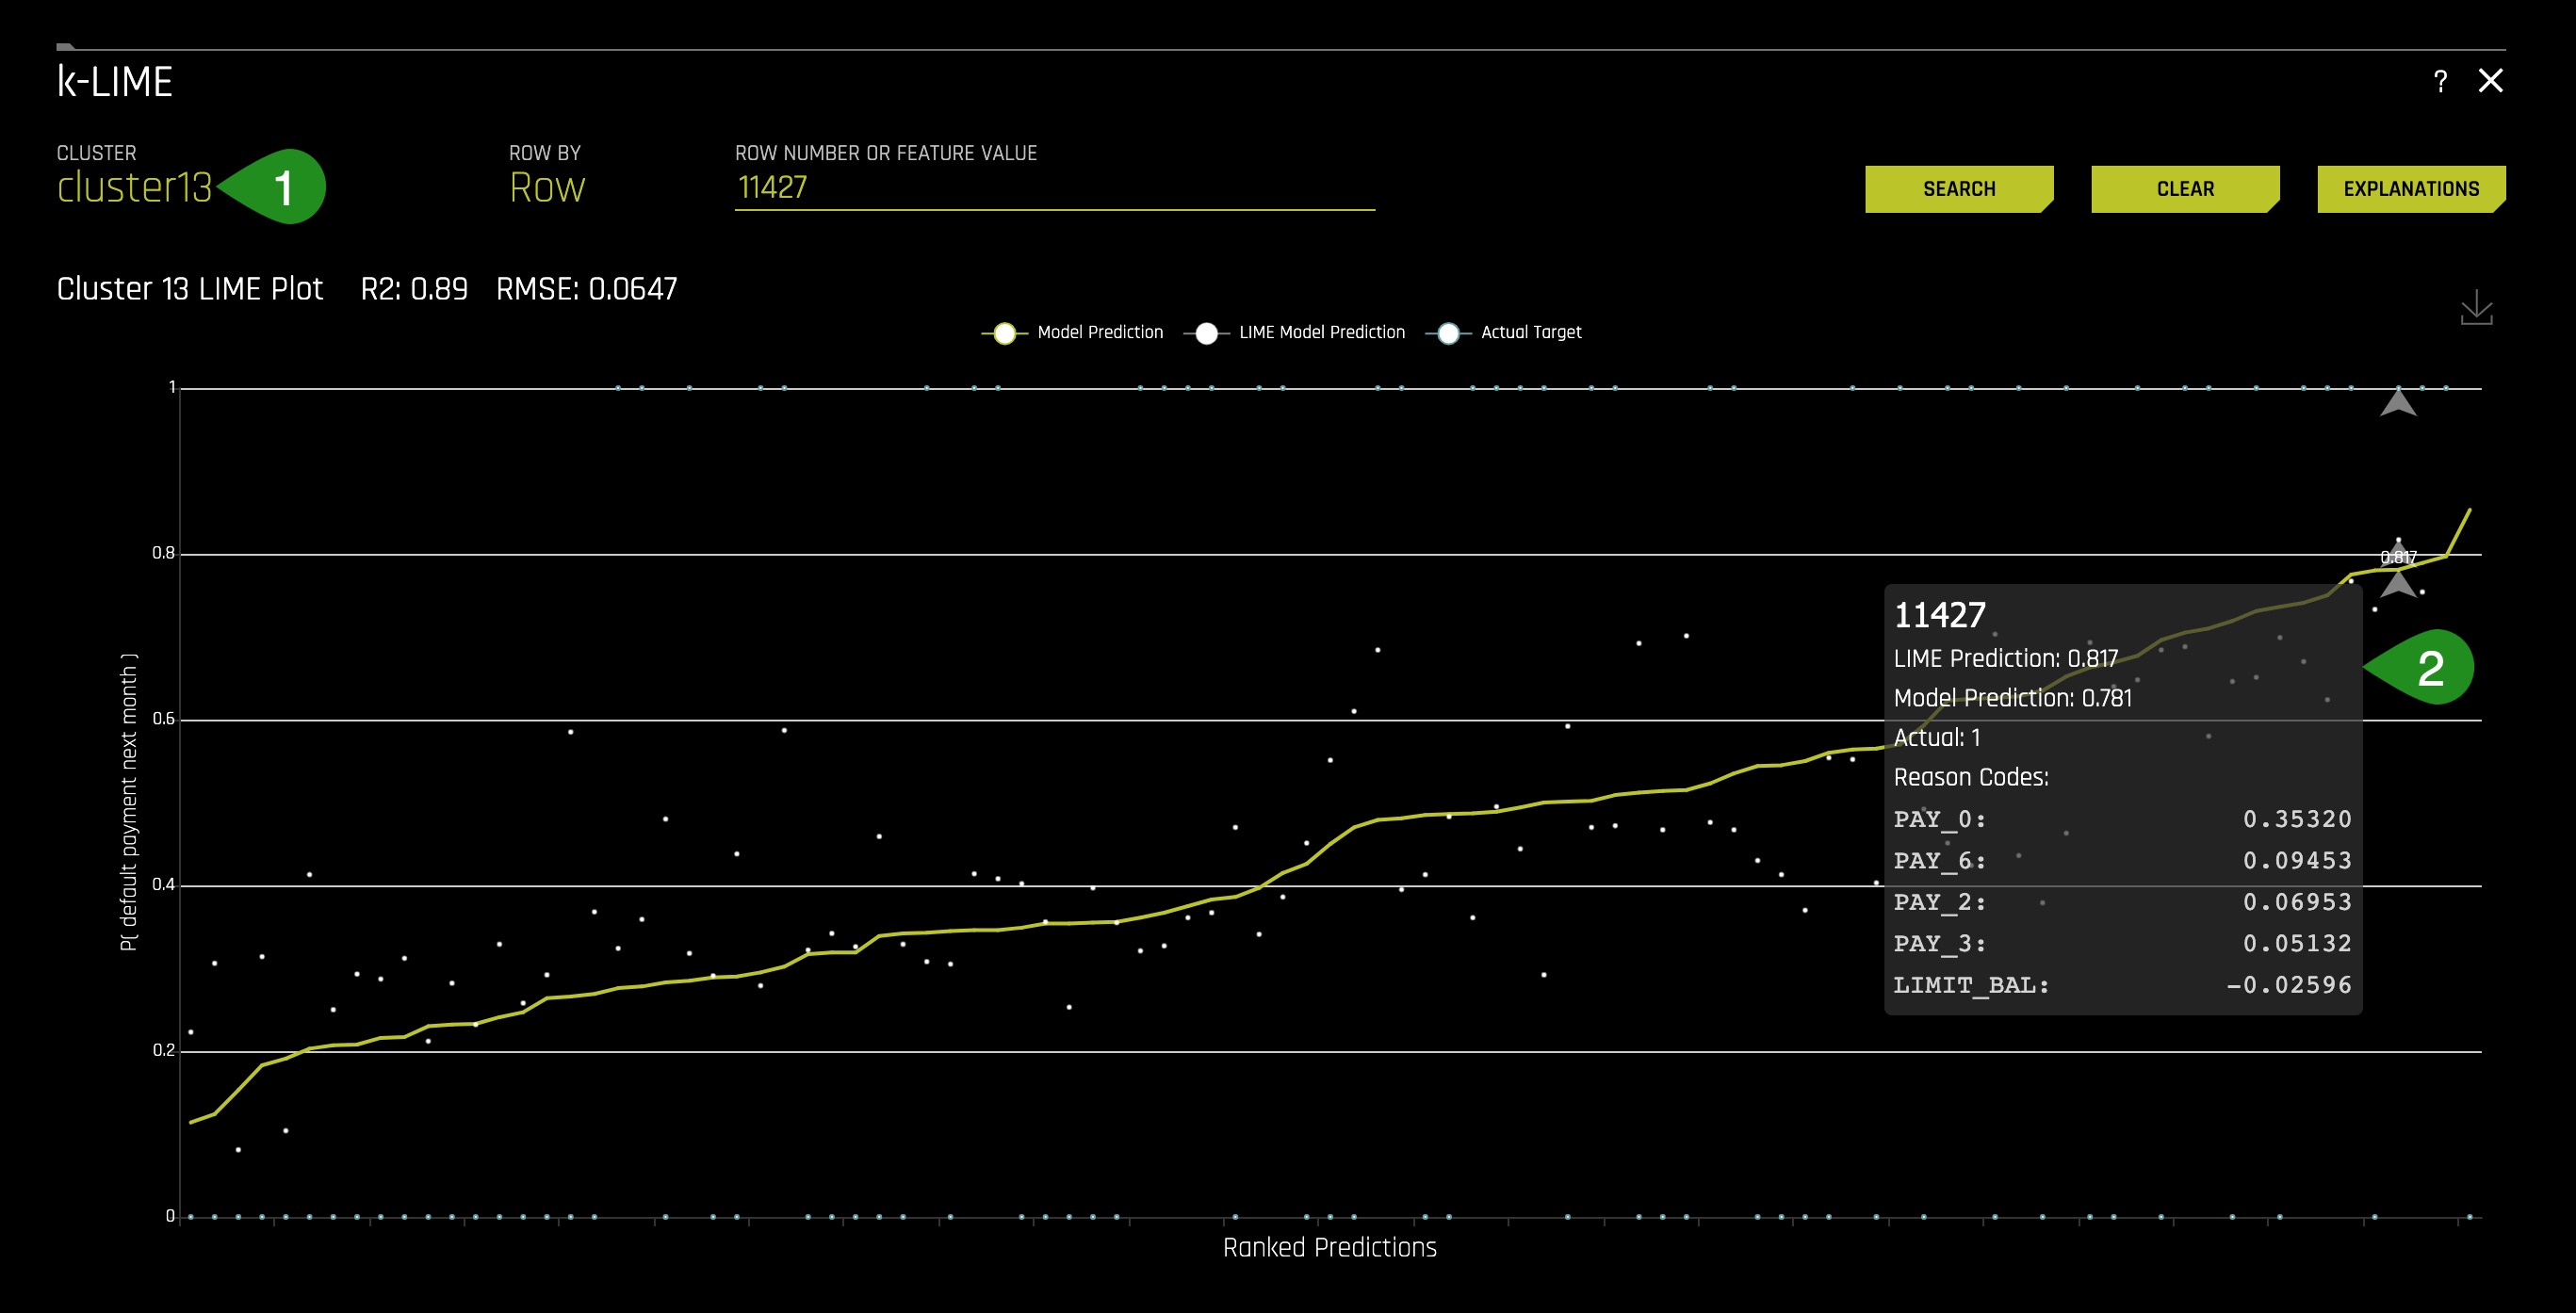 k-LIME
?
CLUSTER
cluster13
1
ROW BY
Row
ROW NUMBER OR FEATURE VALUE
11427
SEARCH
CLEAR
EXPLANATIONS
Cluster 13 LIME Plot R2: 0.89 RMSE: 0.0647
Model Prediction
LIME Model Prediction
Actual Target
P( default payment next month )
1
0.8
0.6
0.4
0.2
0
0.817
11427
LIME Prediction: 0.817
Model Prediction: 0.781
Actual: 1
Reason Codes:
PAY_0: 0.35320
PAY_6: 0.09453
PAY_2: 0.06953
PAY_3: 0.05132
LIMIT_BAL: -0.02596
2
Ranked Predictions